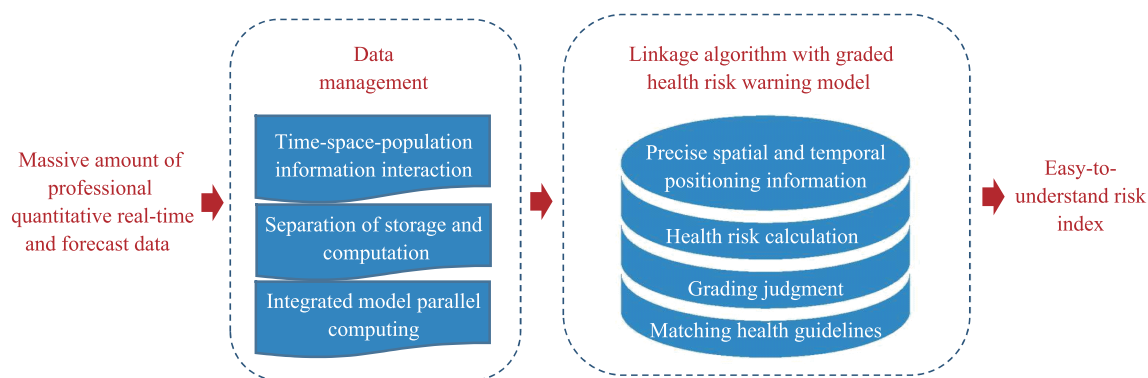 Massive amount of
professional
quantitative real-time
and forecast data
Data
management
Time-space-population
information interaction
Separation of storage and
computation
Integrated model parallel
computing
Linkage algorithm with graded
health risk warning model
Precise spatial and temporal
positioning information
Health risk calculation
Grading judgment
Matching health guidelines
Easy-to-
understand risk
index